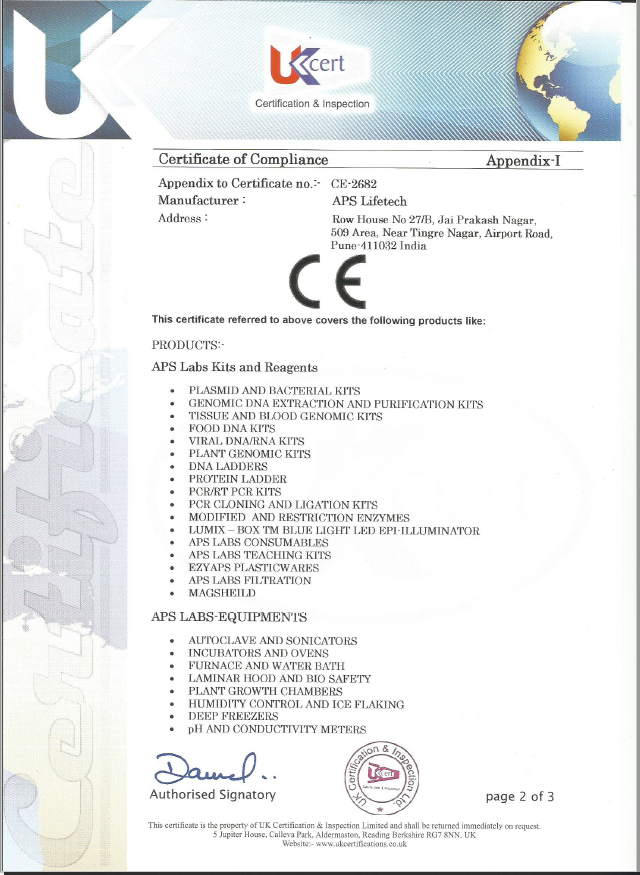 UK cert
Certification & Inspection
Certificate of Compliance Appendix-I
Appendix to Certificate no.:- CE-2682
Manufacturer : APS Lifetech
Address : Row House No 27/B, Jai Prakash Nagar,
509 Area, Near Tingre Nagar, Airport Road,
Pune-411032 India
CE
This certificate referred to above covers the following products like:
PRODUCTS:-
APS Labs Kits and Reagents
• PLASMID AND BACTERIAL KITS
• GENOMIC DNA EXTRACTION AND PURIFICATION KITS
• TISSUE AND BLOOD GENOMIC KITS
• FOOD DNA KITS
• VIRAL DNA/RNA KITS
• PLANT GENOMIC KITS
• DNA LADDERS
• PROTEIN LADDER
• PCR/RT PCR KITS
• PCR CLONING AND LIGATION KITS
• MODIFIED AND RESTRICTION ENZYMES
• LUMIX – BOX TM BLUE LIGHT LED EPI-ILLUMINATOR
• APS LABS CONSUMABLES
• APS LABS TEACHING KITS
• EZYAPS PLASTICWARES
• APS LABS FILTRATION
• MAGSHEILD
APS LABS-EQUIPMENTS
• AUTOCLAVE AND SONICATORS
• INCUBATORS AND OVENS
• FURNACE AND WATER BATH
• LAMINAR HOOD AND BIO SAFETY
• PLANT GROWTH CHAMBERS
• HUMIDITY CONTROL AND ICE FLAKING
• DEEP FREEZERS
• pH AND CONDUCTIVITY METERS
Authorised Signatory
UK Certification & Inspection Ltd.
UK cert
page 2 of 3
This certificate is the property of UK Certification & Inspection Limited and shall be returned immediately on request.
5 Jupiter House, Calleva Park, Aldermaston, Reading Berkshire RG7 8NN. UK
Website:- www.ukcertifications.co.uk
Certificate